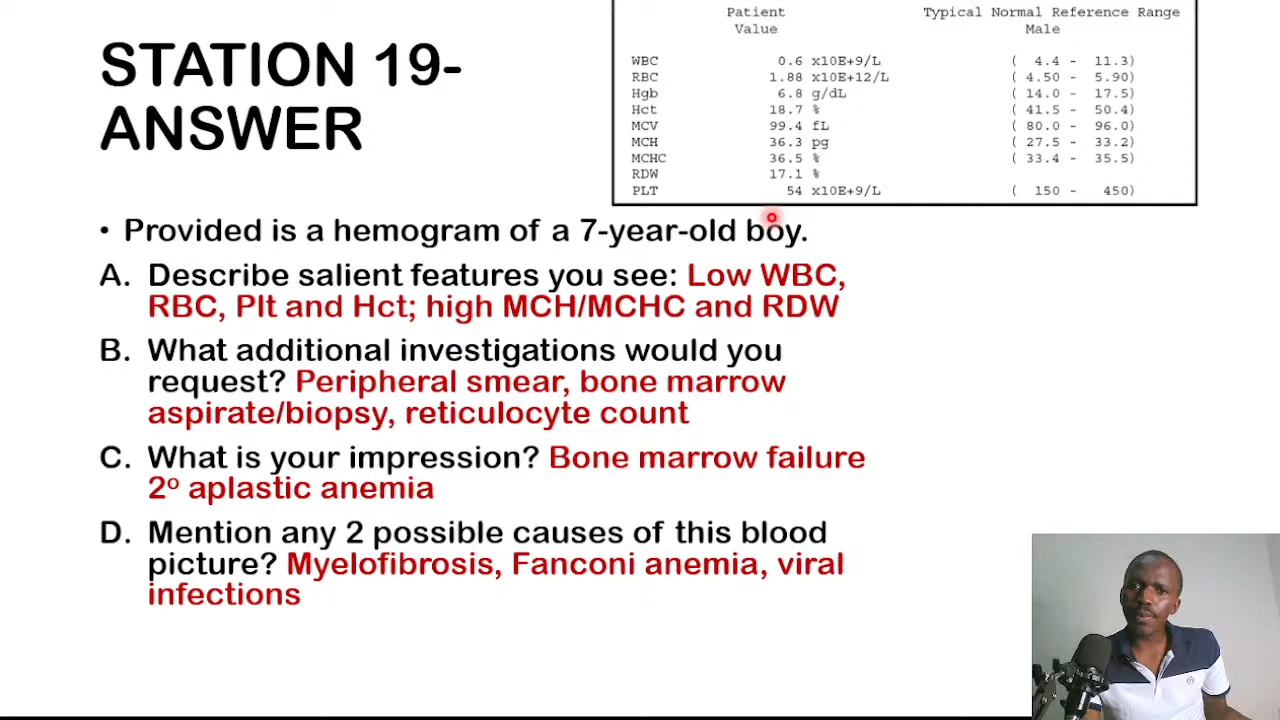 STATION 19-
ANSWER
Patient Typical Normal Reference Range
Value Male
WBC 0.6 x10E+9/L ( 4.4 - 11.3)
RBC 1.88 x10E+12/L ( 4.50 - 5.90)
Hgb 6.8 g/dL ( 14.0 - 17.5)
Hct 18.7 % ( 41.5 - 50.4)
MCV 99.4 fL ( 80.0 - 96.0)
MCH 36.3 pg ( 27.5 - 33.2)
MCHC 36.5 % ( 33.4 - 35.5)
RDW 17.1 %
PLT 54 x10E+9/L ( 150 - 450)
• Provided is a hemogram of a 7-year-old boy.
A. Describe salient features you see: Low WBC,
RBC, Plt and Hct; high MCH/MCHC and RDW
B. What additional investigations would you
request? Peripheral smear, bone marrow
aspirate/biopsy, reticulocyte count
C. What is your impression? Bone marrow failure
2º aplastic anemia
D. Mention any 2 possible causes of this blood
picture? Myelofibrosis, Fanconi anemia, viral
infections